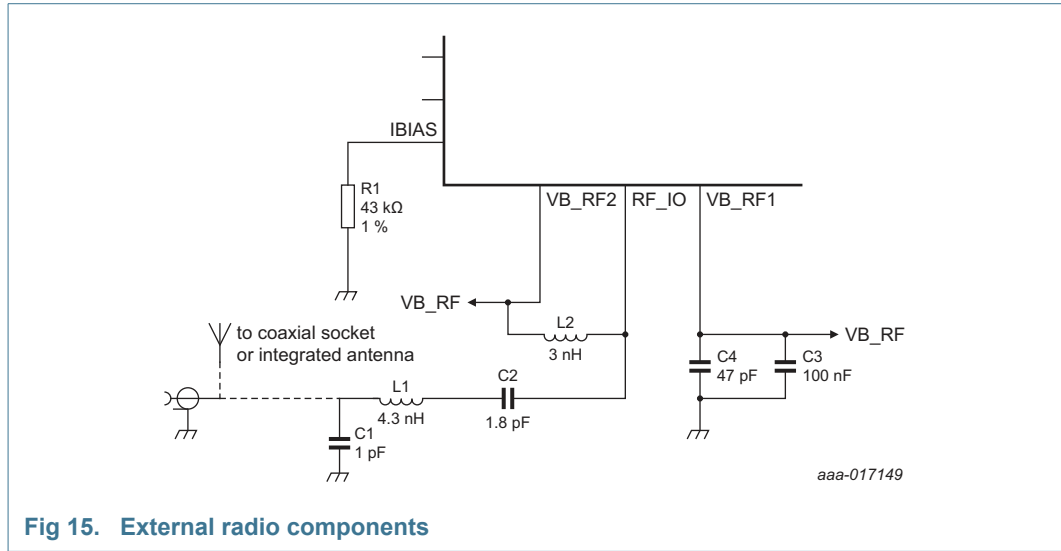 IBIAS
R1
43 kΩ
1 %
VB_RF2 RF_IO VB_RF1
VB_RF
L2
3 nH
VB_RF
to coaxial socket
or integrated antenna
C4
47 pF
C3
100 nF
L1
4.3 nH
C2
1.8 pF
C1
1 pF
aaa-017149
Fig 15. External radio components